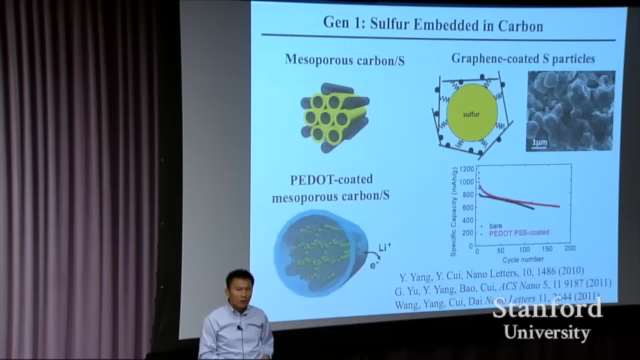 Gen 1: Sulfur Embedded in Carbon
Mesoporous carbon/S
Graphene-coated S particles
sulfur
1μm
PEDOT-coated
mesoporous carbon/S
Li+
e-
Specific Capacity (mAh/g)
1200
1000
800
600
400
200
0
0 50 100 150 200
Cycle number
bare
PEDOT:PSS-coated
Y. Yang, Y. Cui, Nano Letters, 10, 1486 (2010)
G. Yu, Y. Yang, Bao, Cui, ACS Nano 5, 11 9187 (2011)
Wang, Yang, Cui, Dai Nano Letters 11, (2011)
Stanford
University